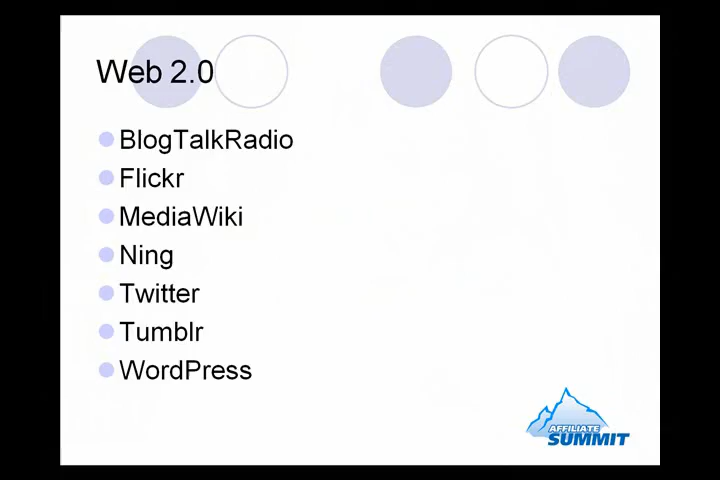 Web 2.0
BlogTalkRadio
Flickr
MediaWiki
Ning
Twitter
Tumblr
WordPress
AFFILIATE
SUMMIT